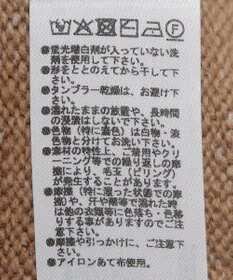 ●蛍光増白剤が入っていない洗
剤を使用して下さい。
●形をととのえてから干して下
さい。
●タンブラー乾燥は、お避け下
さい。
●濡れたままの放置や、長時間
の浸漬はしないで下さい。
●色物(特に濃色)は白物・淡
色物と分けてお洗い下さい。
●素材の特性上、ご着用やクリ
ーニング等での繰り返しの摩
擦により、毛玉(ピリング)
が発生することがあります。
●摩擦(特に湿った状態での摩
擦)や、汗や雨等で濡れた時
は他の衣類等に色落ち・色移
りする事がありますのでご注
意下さい。
●摩擦や引っかけに、ご注意下
さい。
●アイロンあて布使用。